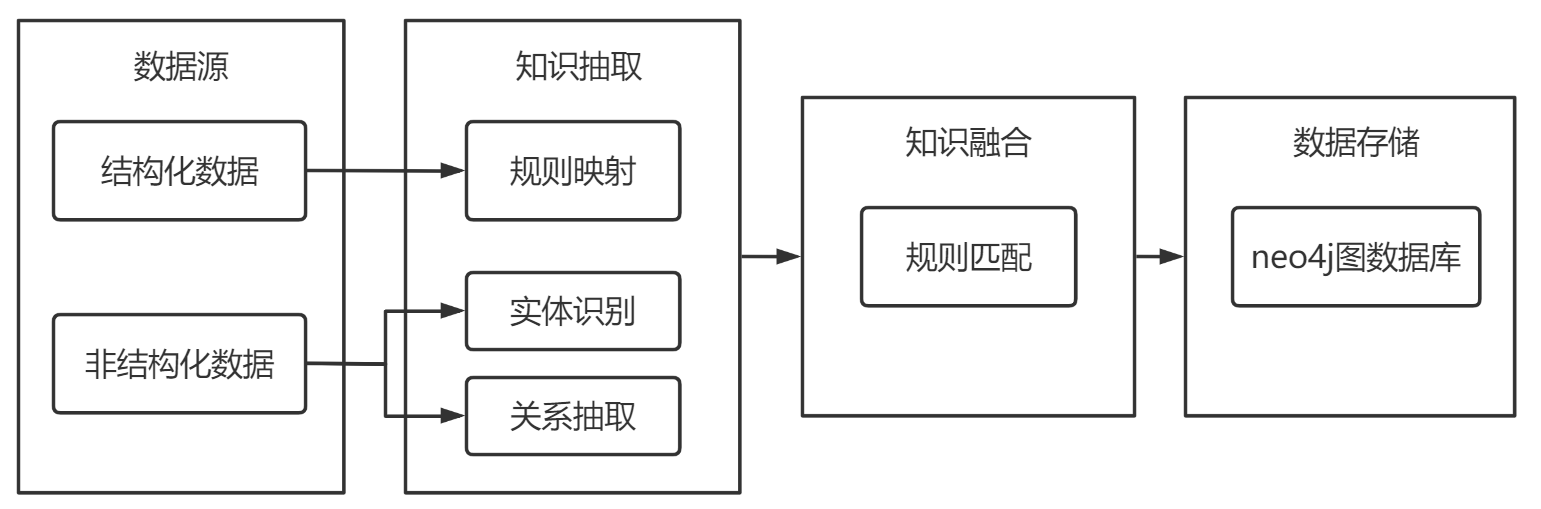 数据源
结构化数据
非结构化数据
知识抽取
规则映射
实体识别
关系抽取
知识融合
规则匹配
数据存储
neo4j图数据库